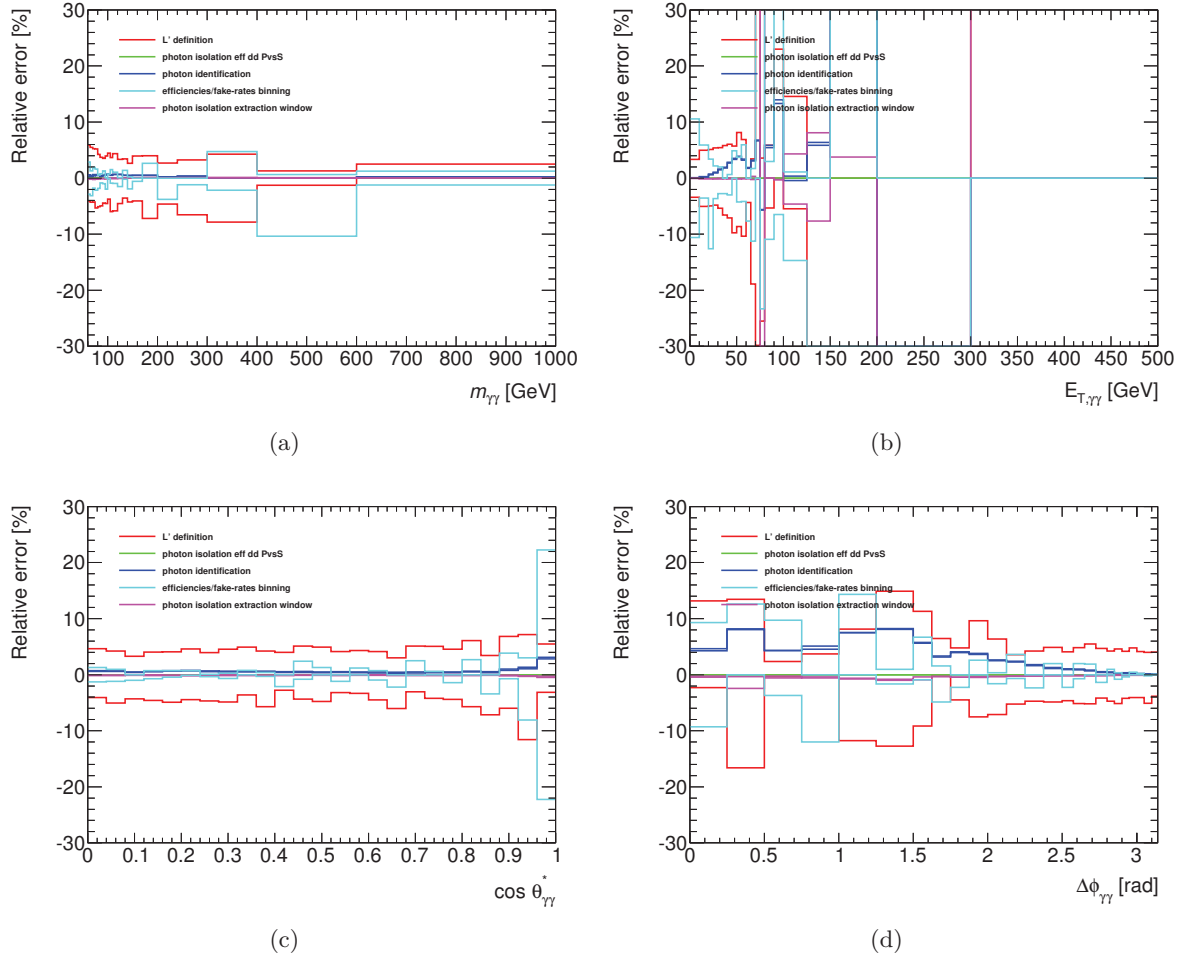 Relative error [%]
30
20
10
0
-10
-20
-30
L' definition
photon isolation eff dd PvsS
photon identification
efficiencies/fake-rates binning
photon isolation extraction window
100 200 300 400 500 600 700 800 900 1000
m_γγ [GeV]
(a)
Relative error [%]
30
20
10
0
-10
-20
-30
L' definition
photon isolation eff dd PvsS
photon identification
efficiencies/fake-rates binning
photon isolation extraction window
0 50 100 150 200 250 300 350 400 450 500
E_T,γγ [GeV]
(b)
Relative error [%]
30
20
10
0
-10
-20
-30
L' definition
photon isolation eff dd PvsS
photon identification
efficiencies/fake-rates binning
photon isolation extraction window
0 0.1 0.2 0.3 0.4 0.5 0.6 0.7 0.8 0.9 1
cos θ*_γγ
(c)
Relative error [%]
30
20
10
0
-10
-20
-30
L' definition
photon isolation eff dd PvsS
photon identification
efficiencies/fake-rates binning
photon isolation extraction window
0 0.5 1 1.5 2 2.5 3
Δϕ_γγ [rad]
(d)